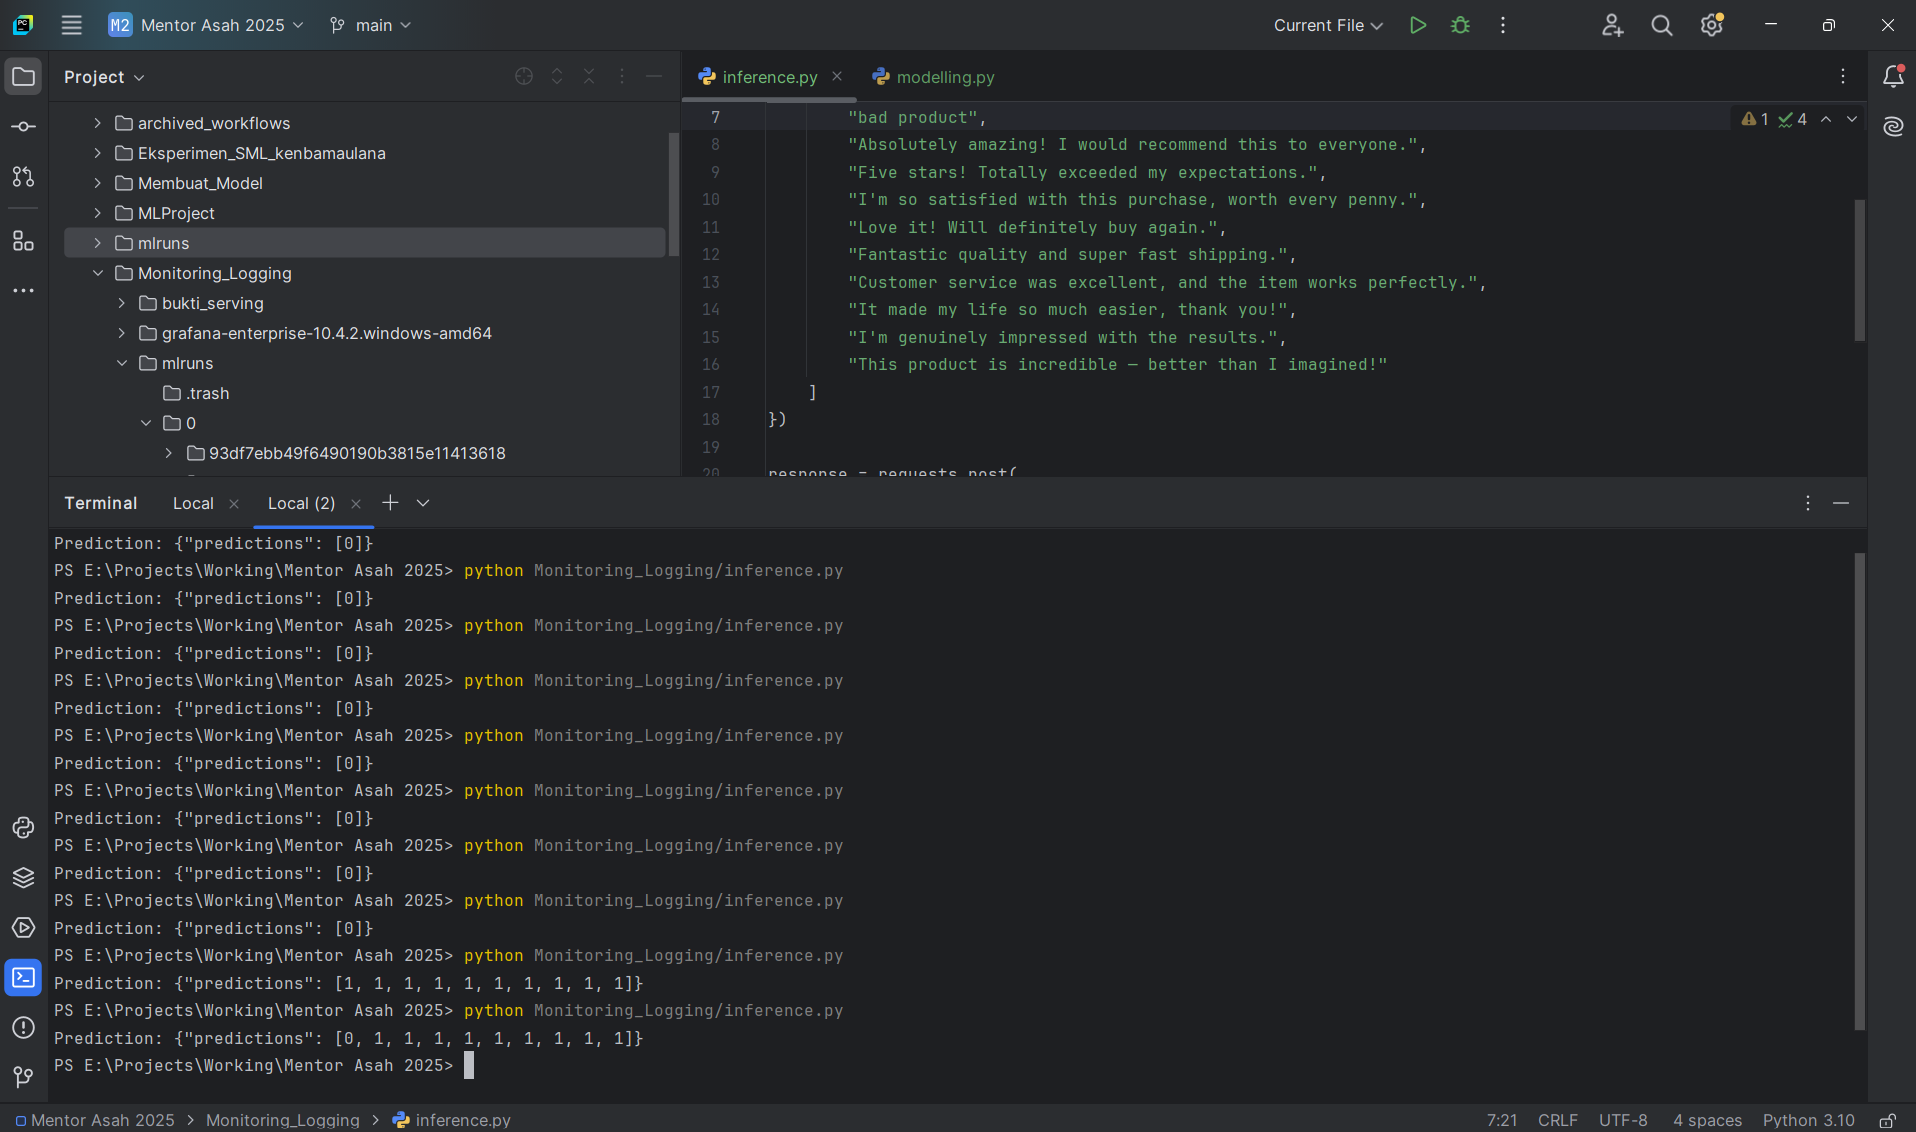 M2 Mentor Asah 2025 main Current File
Project
archived_workflows
Eksperimen_SML_kenbamaulana
Membuat_Model
MLProject
mlruns
Monitoring_Logging
bukti_serving
grafana-enterprise-10.4.2.windows-amd64
mlruns
.trash
0
93df7ebb49f6490190b3815e11413618
inference.py modelling.py
1 4
7 "bad product",
8 "Absolutely amazing! I would recommend this to everyone.",
9 "Five stars! Totally exceeded my expectations.",
10 "I'm so satisfied with this purchase, worth every penny.",
11 "Love it! Will definitely buy again.",
12 "Fantastic quality and super fast shipping.",
13 "Customer service was excellent, and the item works perfectly.",
14 "It made my life so much easier, thank you!",
15 "I'm genuinely impressed with the results.",
16 "This product is incredible — better than I imagined!"
17 ]
18 })
19
20 response = requests.post(
Terminal Local Local (2)
Prediction: {"predictions": [0]}
PS E:\Projects\Working\Mentor Asah 2025> python Monitoring_Logging/inference.py
Prediction: {"predictions": [0]}
PS E:\Projects\Working\Mentor Asah 2025> python Monitoring_Logging/inference.py
Prediction: {"predictions": [0]}
PS E:\Projects\Working\Mentor Asah 2025> python Monitoring_Logging/inference.py
Prediction: {"predictions": [0]}
PS E:\Projects\Working\Mentor Asah 2025> python Monitoring_Logging/inference.py
Prediction: {"predictions": [0]}
PS E:\Projects\Working\Mentor Asah 2025> python Monitoring_Logging/inference.py
Prediction: {"predictions": [0]}
PS E:\Projects\Working\Mentor Asah 2025> python Monitoring_Logging/inference.py
Prediction: {"predictions": [0]}
PS E:\Projects\Working\Mentor Asah 2025> python Monitoring_Logging/inference.py
Prediction: {"predictions": [0]}
PS E:\Projects\Working\Mentor Asah 2025> python Monitoring_Logging/inference.py
Prediction: {"predictions": [1, 1, 1, 1, 1, 1, 1, 1, 1, 1]}
PS E:\Projects\Working\Mentor Asah 2025> python Monitoring_Logging/inference.py
Prediction: {"predictions": [0, 1, 1, 1, 1, 1, 1, 1, 1, 1]}
PS E:\Projects\Working\Mentor Asah 2025>
Mentor Asah 2025 > Monitoring_Logging > inference.py 7:21 CRLF UTF-8 4 spaces Python 3.10